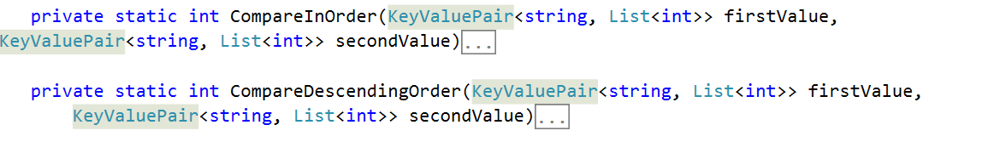 private static int CompareInOrder(KeyValuePair<string, List<int>> firstValue,
KeyValuePair<string, List<int>> secondValue)...
private static int CompareDescendingOrder(KeyValuePair<string, List<int>> firstValue,
KeyValuePair<string, List<int>> secondValue)...